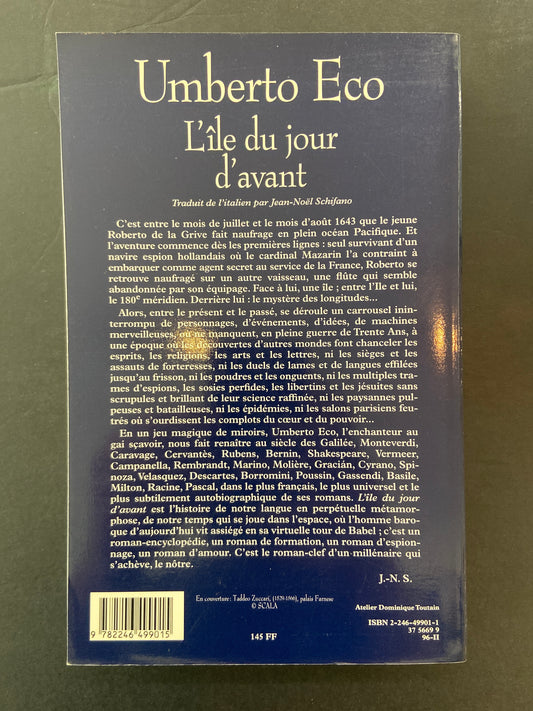 Umberto Eco
L'île du jour
d'avant
Traduit de l'italien par Jean-Noël Schifano
C'est entre le mois de juillet et le mois d'août 1643 que le jeune
Roberto de la Grive fait naufrage en plein océan Pacifique. Et
l'aventure commence dès les premières lignes : seul survivant d'un
navire espion hollandais où le cardinal Mazarin l'a contraint à
embarquer comme agent secret au service de la France, Roberto se
retrouve naufragé sur un autre vaisseau, une flûte qui semble
abandonnée par son équipage. Face à lui, une île ; entre l'Ile et lui,
le 180e méridien. Derrière lui : le mystère des longitudes...
Alors, entre le présent et le passé, se déroule un carrousel inin-
terrompu de personnages, d'événements, d'idées, de machines
merveilleuses, où ne manquent, en pleine guerre de Trente Ans, à
une époque où les découvertes d'autres mondes font chanceler les
esprits, les religions, les arts et les lettres, ni les sièges et les
assauts de forteresses, ni les duels de lames et de langues effilées
jusqu'au frisson, ni les poudres et les onguents, ni les multiples tra-
mes d'espions, les sosies perfides, les libertins et les jésuites sans
scrupules et brillant de leur science raffinée, ni les paysannes pul-
peuses et batailleuses, ni les épidémies, ni les salons parisiens feu-
trés où s'ourdissent les complots du cœur et du pouvoir...
En un jeu magique de miroirs, Umberto Eco, l'enchanteur au
gai sçavoir, nous fait renaître au siècle des Galilée, Monteverdi,
Caravage, Cervantès, Rubens, Bernin, Shakespeare, Vermeer,
Campanella, Rembrandt, Marino, Molière, Gracián, Cyrano, Spi-
noza, Velasquez, Descartes, Borromini, Poussin, Gassendi, Basile,
Milton, Racine, Pascal, dans le plus français, le plus universel et le
plus subtilement autobiographique de ses romans. L'île du jour
d'avant est l'histoire de notre langue en perpétuelle métamor-
phose, de notre temps qui se joue dans l'espace, où l'homme baro-
que d'aujourd'hui vit assiégé en sa virtuelle tour de Babel ; c'est un
roman-encyclopédie, un roman de formation, un roman d'espion-
nage, un roman d'amour. C'est le roman-clef d'un millénaire qui
s'achève, le nôtre.
J.-N. S.
En couverture : Taddeo Zuccari, (1529-1566), palais Farnese
© SCALA
Atelier Dominique Toutain
ISBN 2-246-49901-1
37 5669 9
96-II
9 782246 499015
145 FF